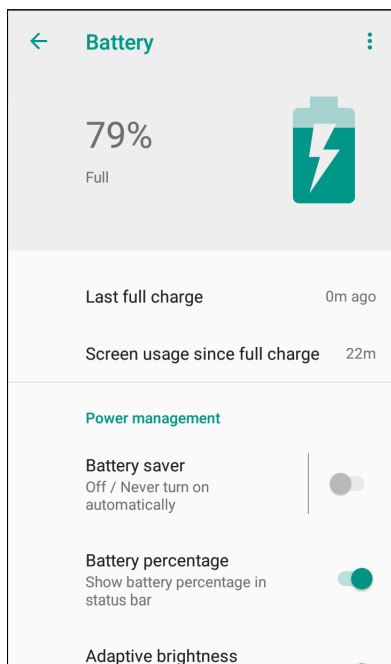 Battery
79%
Full
Last full charge 0m ago
Screen usage since full charge 22m
Power management
Battery saver
Off / Never turn on
automatically
Battery percentage
Show battery percentage in
status bar
Adaptive brightness